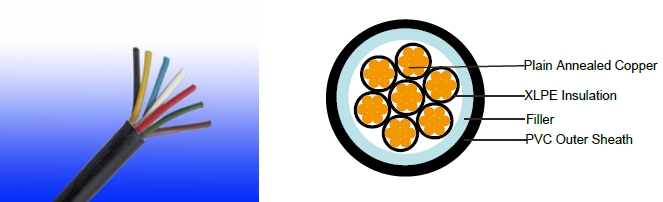 Plain Annealed Copper
XLPE Insulation
Filler
PVC Outer Sheath